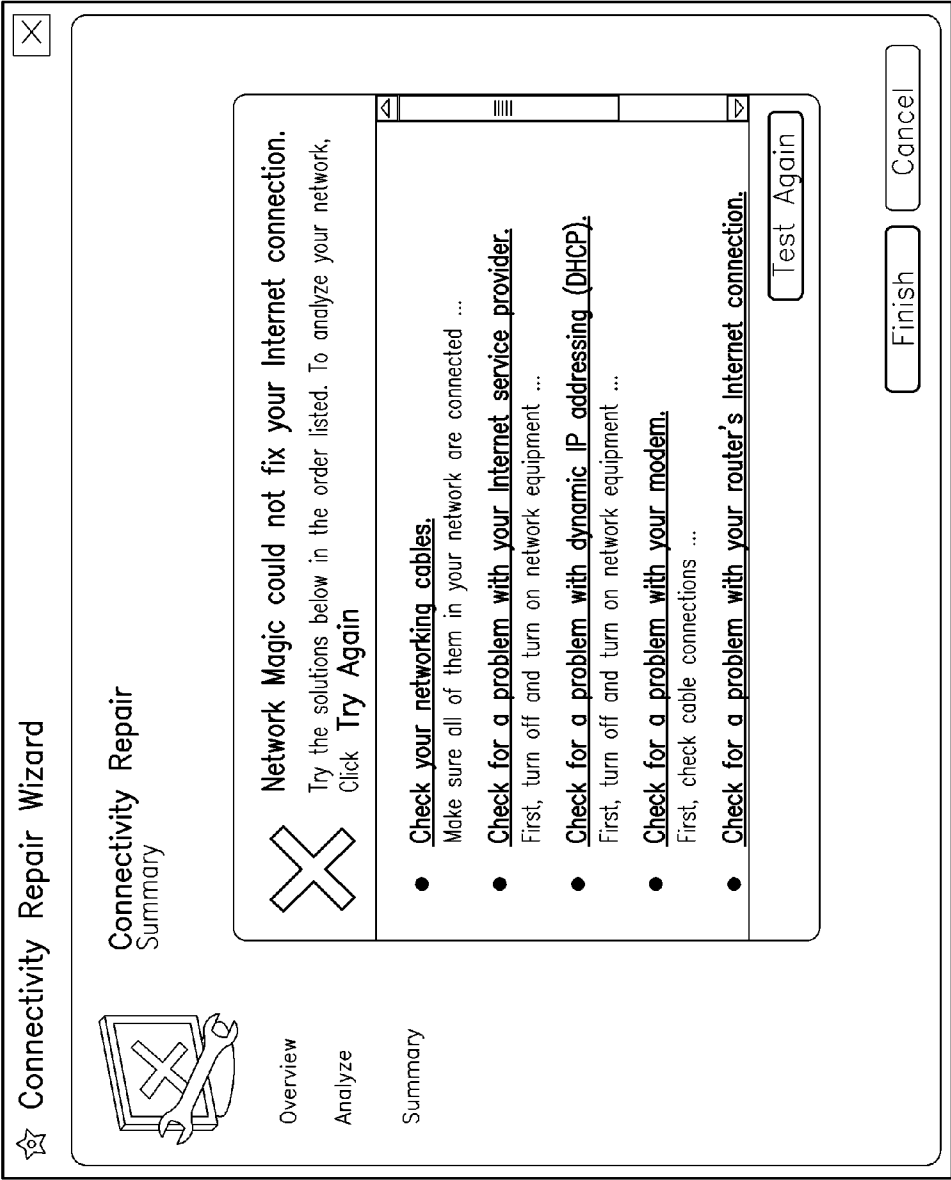 Connectivity Repair Wizard
Connectivity Repair
Summary
Overview
Analyze
Summary
Network Magic could not fix your Internet connection.
Try the solutions below in the order listed. To analyze your network,
Click Try Again
Check your networking cables.
Make sure all of them in your network are connected ...
Check for a problem with your Internet service provider.
First, turn off and turn on network equipment ...
Check for a problem with dynamic IP addressing (DHCP).
First, turn off and turn on network equipment ...
Check for a problem with your modem.
First, check cable connections ...
Check for a problem with your router's Internet connection.
Test Again
Finish
Cancel